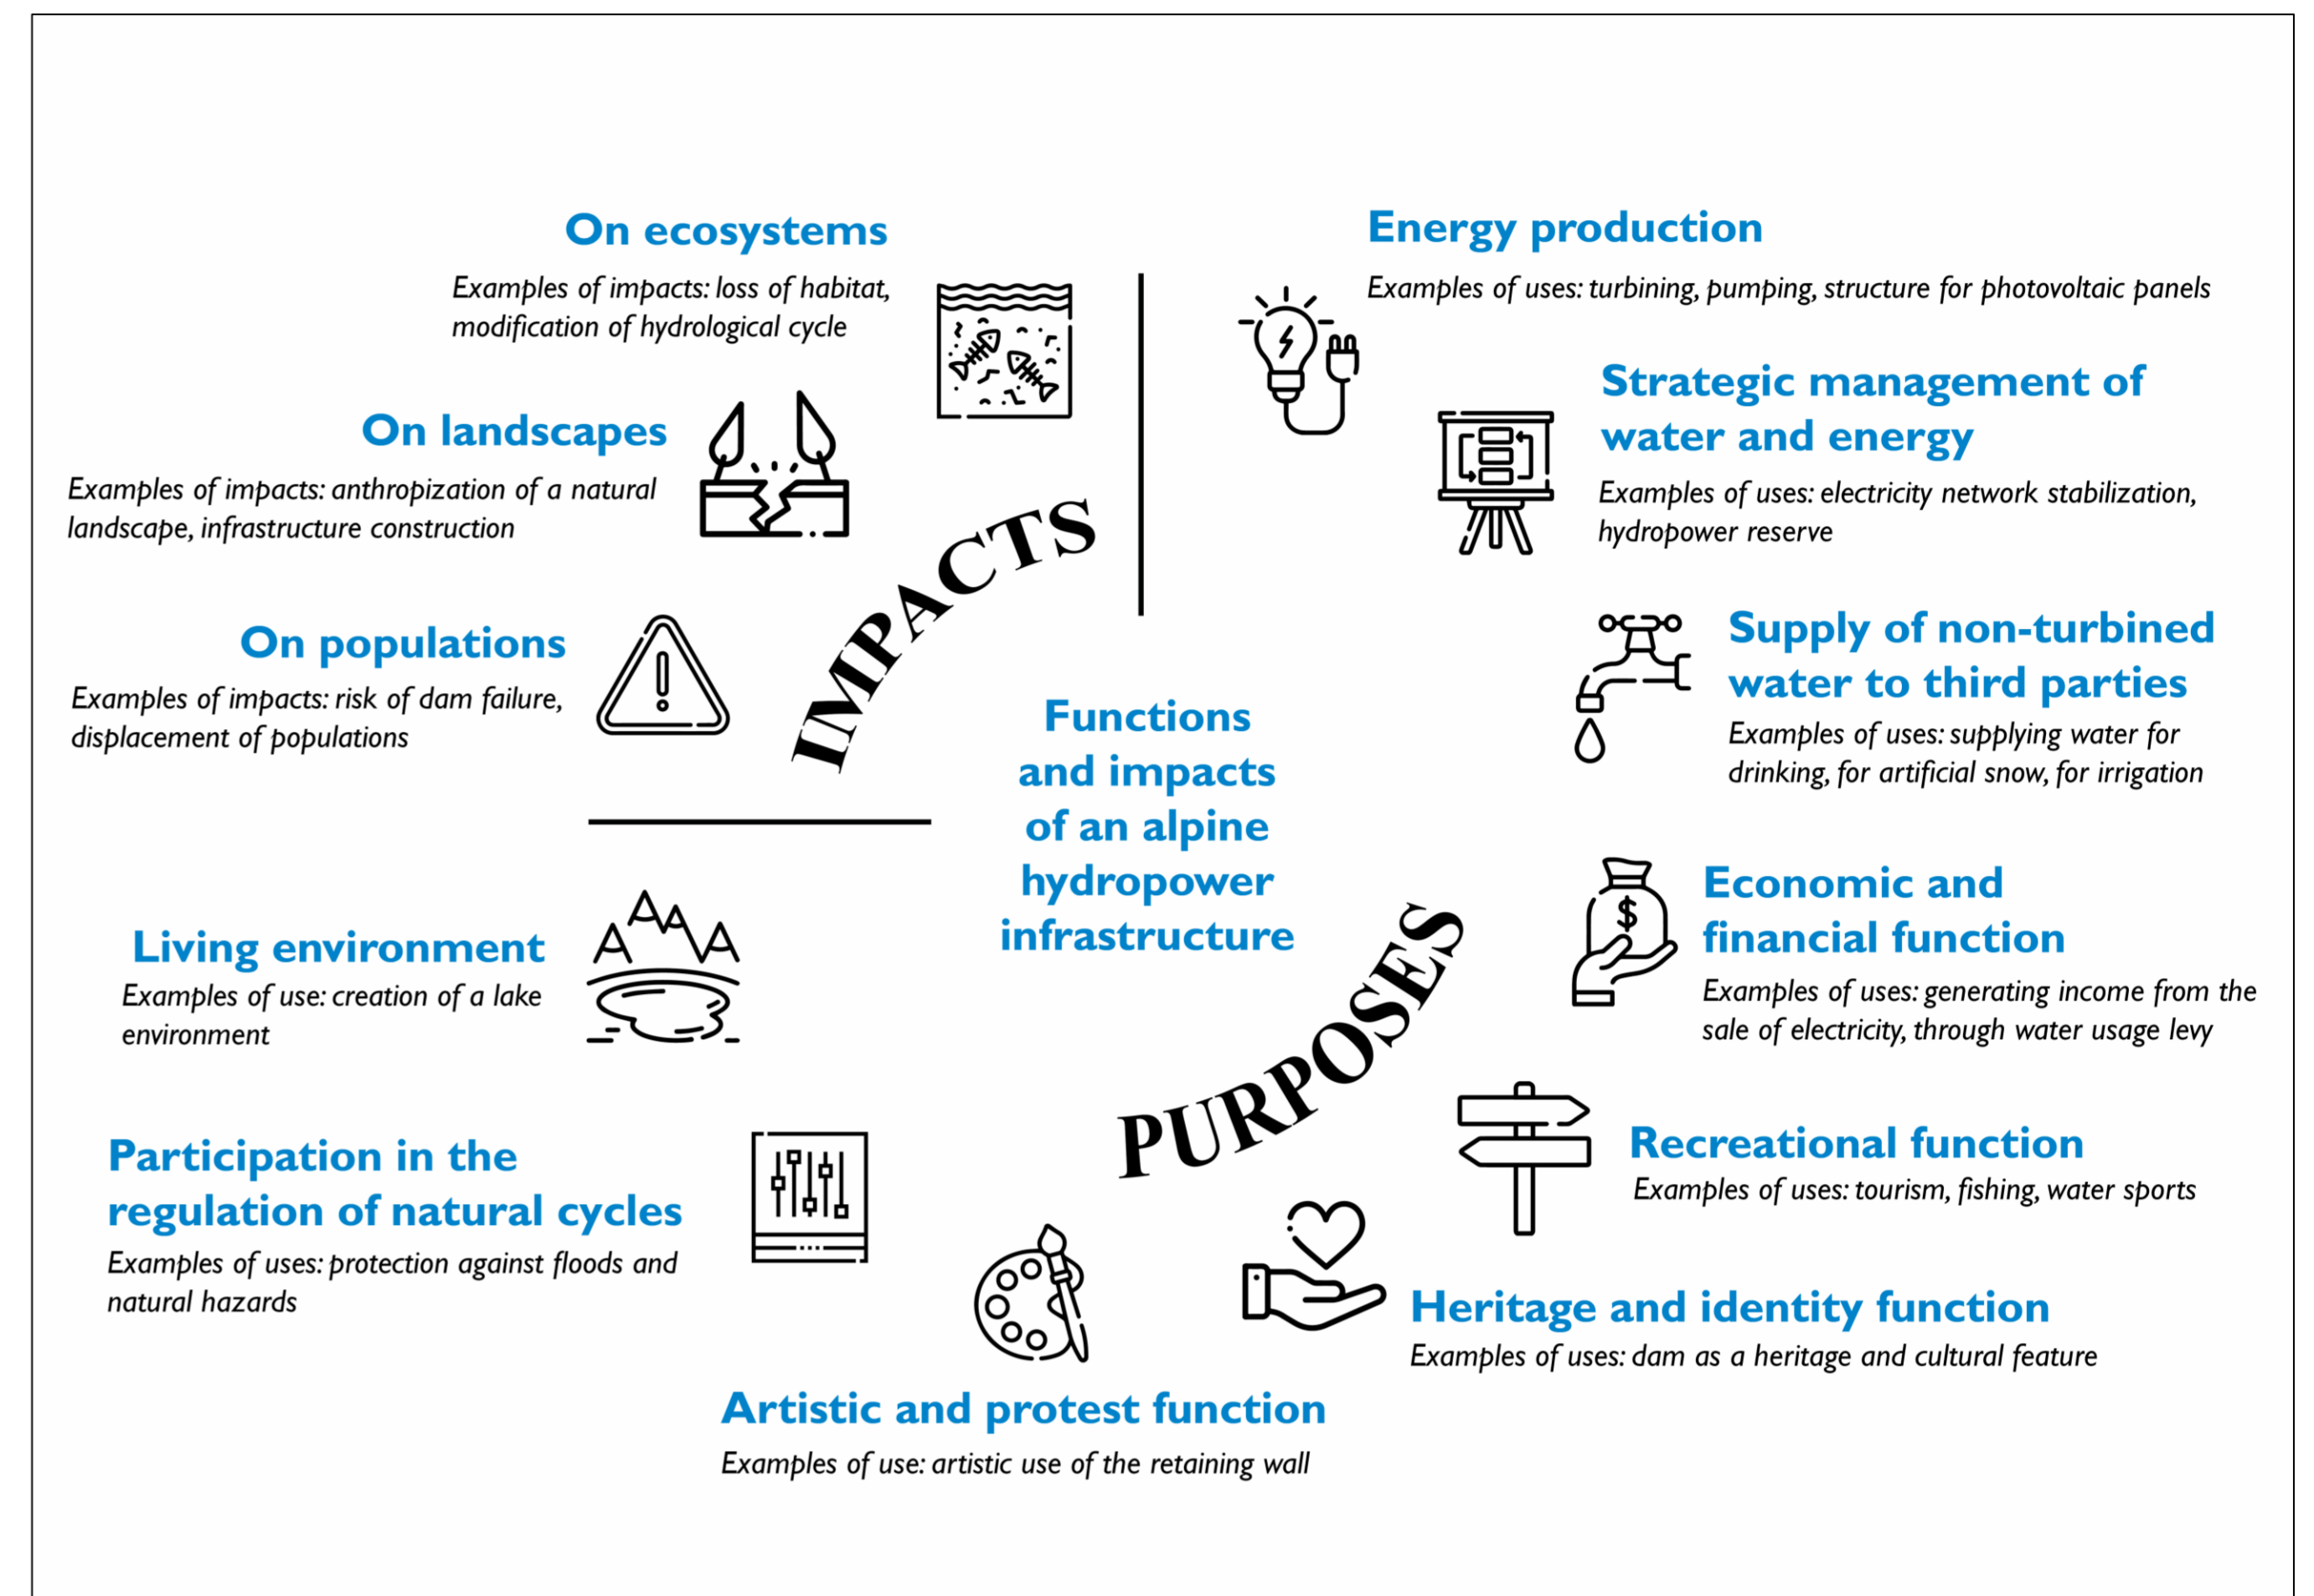 On ecosystems
Examples of impacts: loss of habitat,
modification of hydrological cycle
On landscapes
Examples of impacts: anthropization of a natural
landscape, infrastructure construction
On populations
Examples of impacts: risk of dam failure,
displacement of populations
IMPACTS
Energy production
Examples of uses: turbining, pumping, structure for photovoltaic panels
Strategic management of
water and energy
Examples of uses: electricity network stabilization,
hydropower reserve
Supply of non-turbined
water to third parties
Examples of uses: supplying water for
drinking, for artificial snow, for irrigation
Functions
and impacts
of an alpine
hydropower
infrastructure
Economic and
financial function
Examples of uses: generating income from the
sale of electricity, through water usage levy
PURPOSES
Recreational function
Examples of uses: tourism, fishing, water sports
Heritage and identity function
Examples of uses: dam as a heritage and cultural feature
Artistic and protest function
Examples of use: artistic use of the retaining wall
Participation in the
regulation of natural cycles
Examples of uses: protection against floods and
natural hazards
Living environment
Examples of use: creation of a lake
environment
$